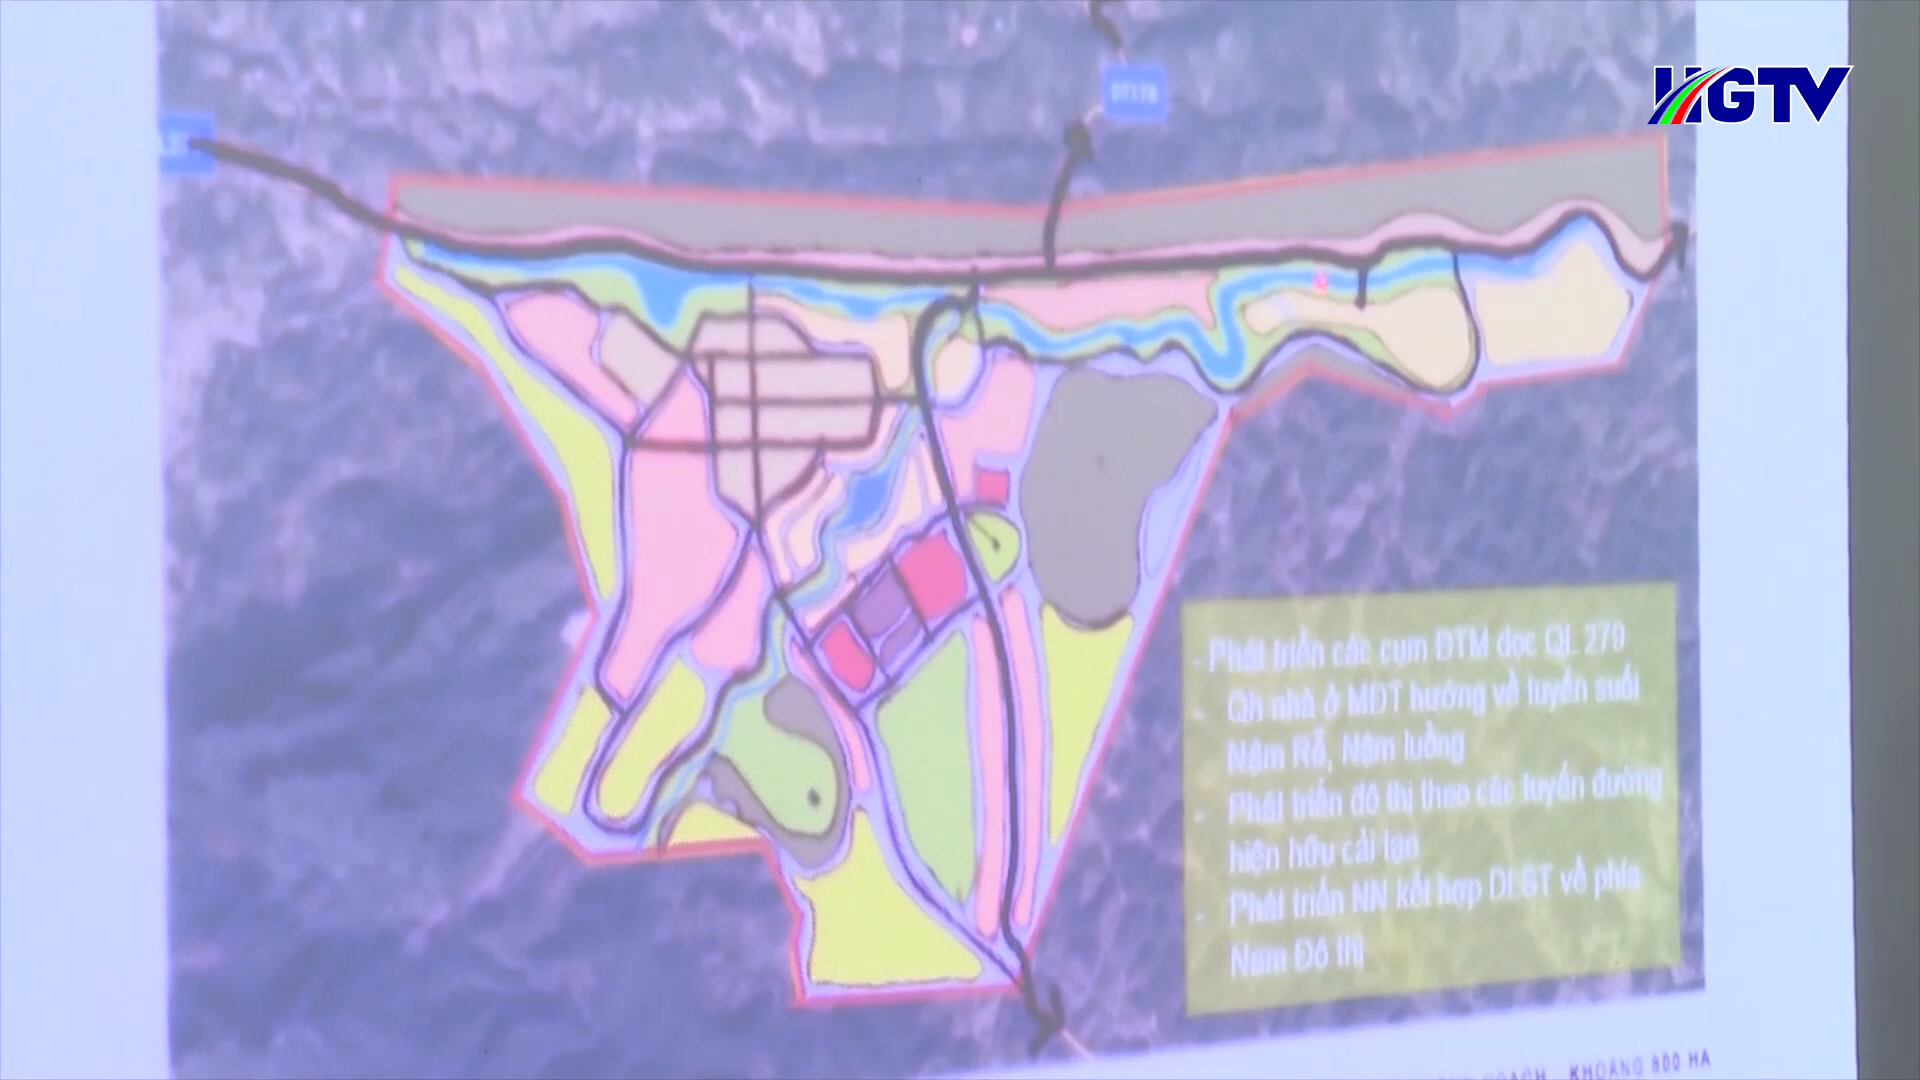 HGTV
ĐT178
- Phát triển các cụm ĐTM dọc QL 279
- Qh nhà ở MĐT hướng về tuyến suối
Nậm Rẫ, Nậm luồng
- Phát triển đô thị theo các tuyến đường
hiện hữu cải tạo
- Phát triển NN kết hợp DLST về phía
Nam Đô thị
KHOẢNG 800 HA